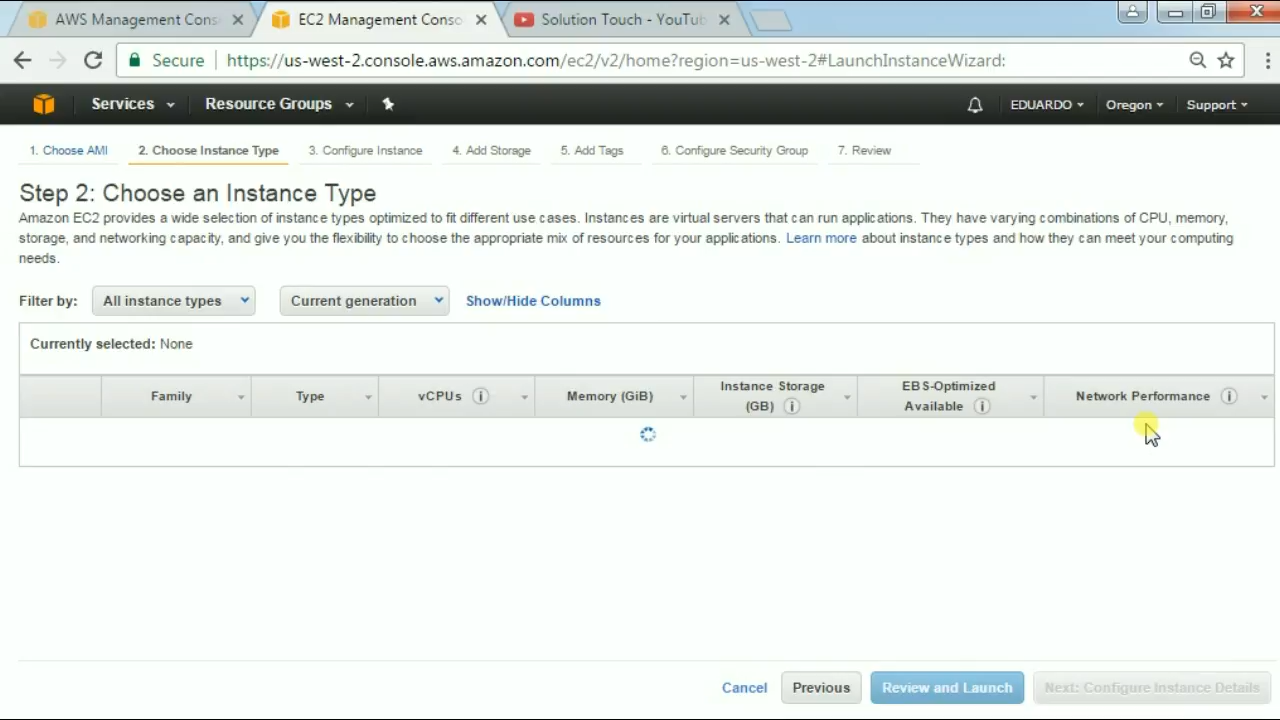 AWS Management Cons
EC2 Management Conso
Solution Touch - YouTub
Secure
https://us-west-2.console.aws.amazon.com/ec2/v2/home?region=us-west-2#LaunchInstanceWizard:
Services
Resource Groups
EDUARDO
Oregon
Support
1. Choose AMI
2. Choose Instance Type
3. Configure Instance
4. Add Storage
5. Add Tags
6. Configure Security Group
7. Review
Step 2: Choose an Instance Type
Amazon EC2 provides a wide selection of instance types optimized to fit different use cases. Instances are virtual servers that can run applications. They have varying combinations of CPU, memory,
storage, and networking capacity, and give you the flexibility to choose the appropriate mix of resources for your applications. Learn more about instance types and how they can meet your computing
needs.
Filter by:
All instance types
Current generation
Show/Hide Columns
Currently selected: None
Family
Type
vCPUs
Memory (GiB)
Instance Storage
(GB)
EBS-Optimized
Available
Network Performance
Cancel
Previous
Review and Launch
Next: Configure Instance Details